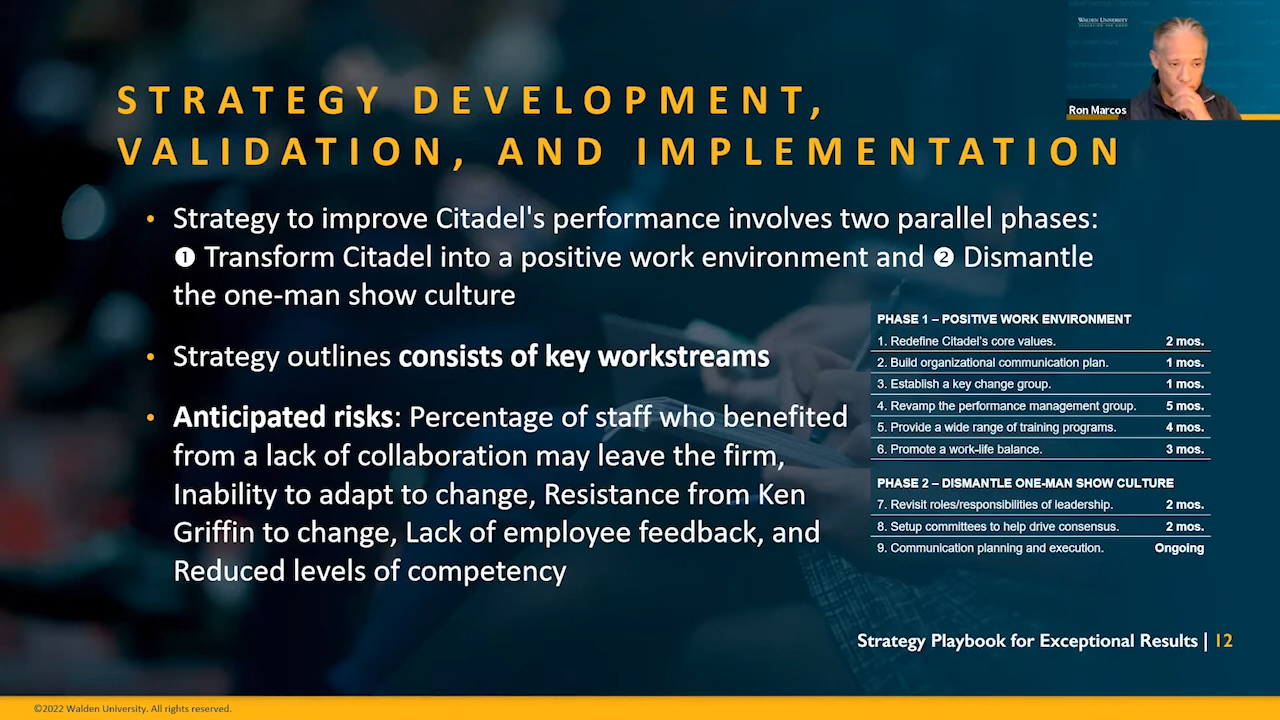 WALDEN UNIVERSITY
Ron Marcos
STRATEGY DEVELOPMENT,
VALIDATION, AND IMPLEMENTATION
• Strategy to improve Citadel's performance involves two parallel phases:
❶ Transform Citadel into a positive work environment and ❷ Dismantle
the one-man show culture
• Strategy outlines consists of key workstreams
• Anticipated risks: Percentage of staff who benefited
from a lack of collaboration may leave the firm,
Inability to adapt to change, Resistance from Ken
Griffin to change, Lack of employee feedback, and
Reduced levels of competency
PHASE 1 – POSITIVE WORK ENVIRONMENT
1. Redefine Citadel's core values. 2 mos.
2. Build organizational communication plan. 1 mos.
3. Establish a key change group. 1 mos.
4. Revamp the performance management group. 5 mos.
5. Provide a wide range of training programs. 4 mos.
6. Promote a work-life balance. 3 mos.
PHASE 2 – DISMANTLE ONE-MAN SHOW CULTURE
7. Revisit roles/responsibilities of leadership. 2 mos.
8. Setup committees to help drive consensus. 2 mos.
9. Communication planning and execution. Ongoing
Strategy Playbook for Exceptional Results | 12
©2022 Walden University. All rights reserved.